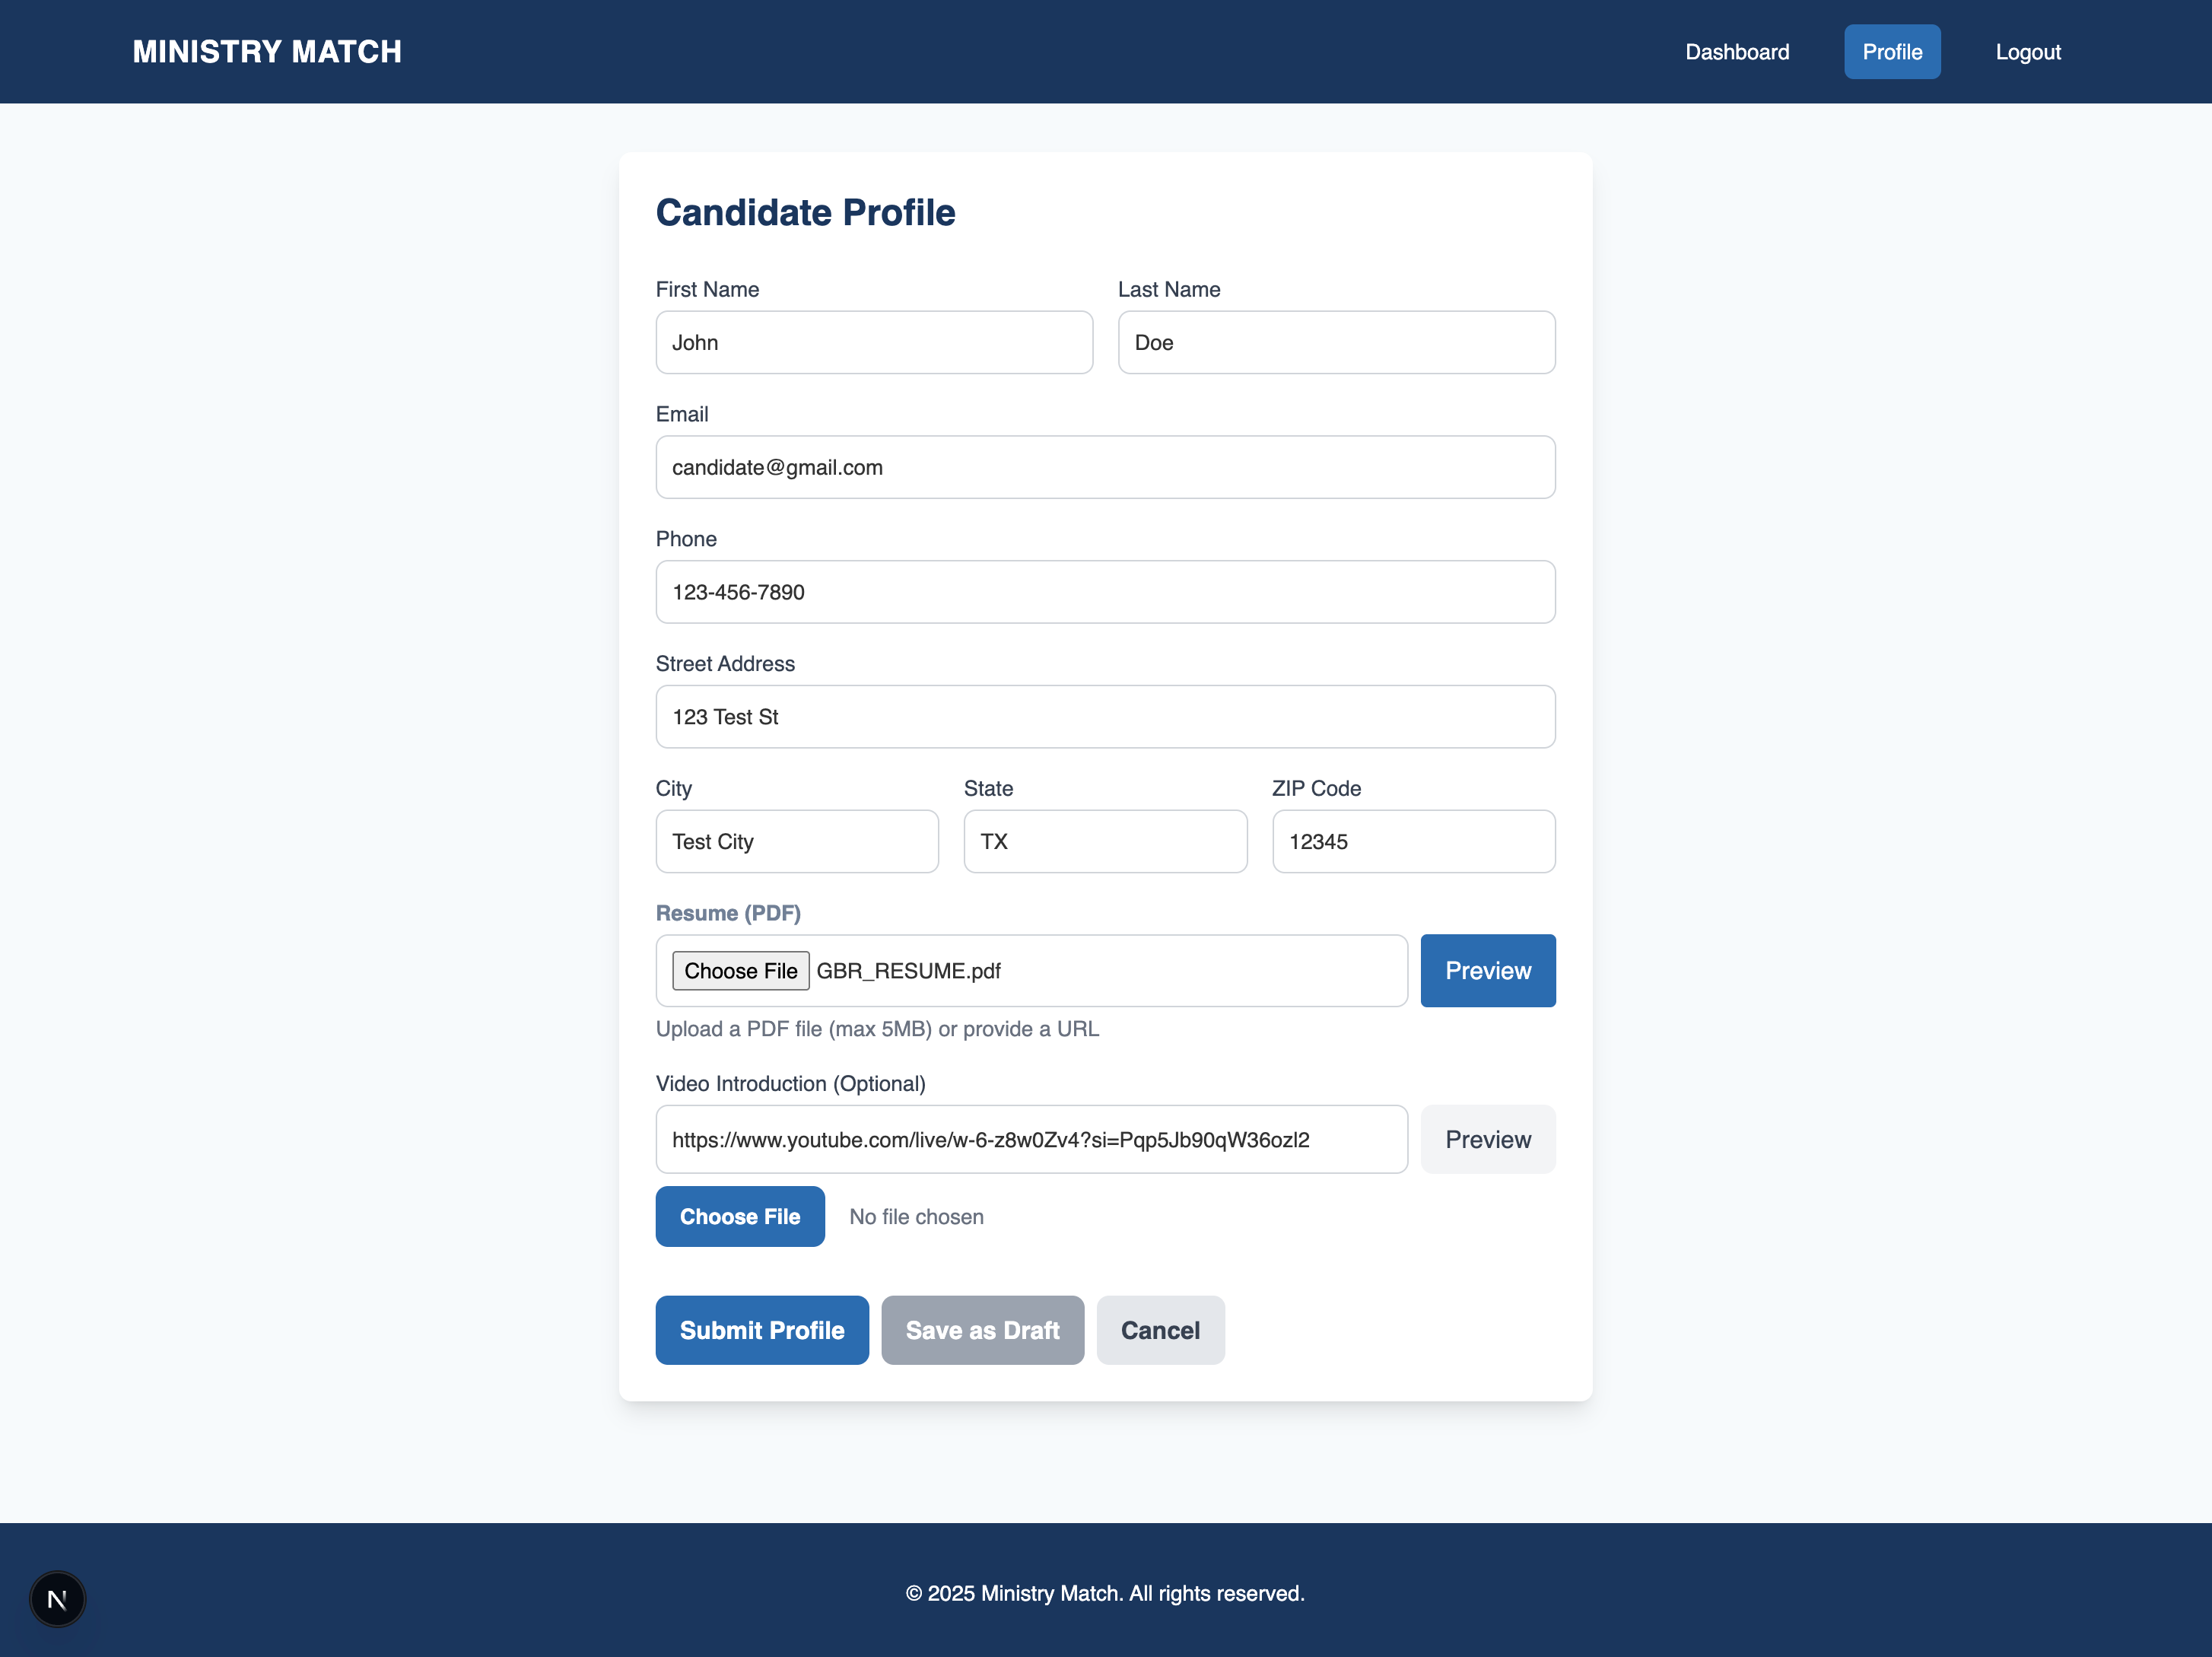 MINISTRY MATCH
Dashboard Profile Logout
Candidate Profile
First Name Last Name
John Doe
Email
candidate@gmail.com
Phone
123-456-7890
Street Address
123 Test St
City State ZIP Code
Test City TX 12345
Resume (PDF)
Choose File GBR_RESUME.pdf Preview
Upload a PDF file (max 5MB) or provide a URL
Video Introduction (Optional)
https://www.youtube.com/live/w-6-z8w0Zv4?si=Pqp5Jb90qW36ozl2 Preview
Choose File No file chosen
Submit Profile Save as Draft Cancel
N
© 2025 Ministry Match. All rights reserved.